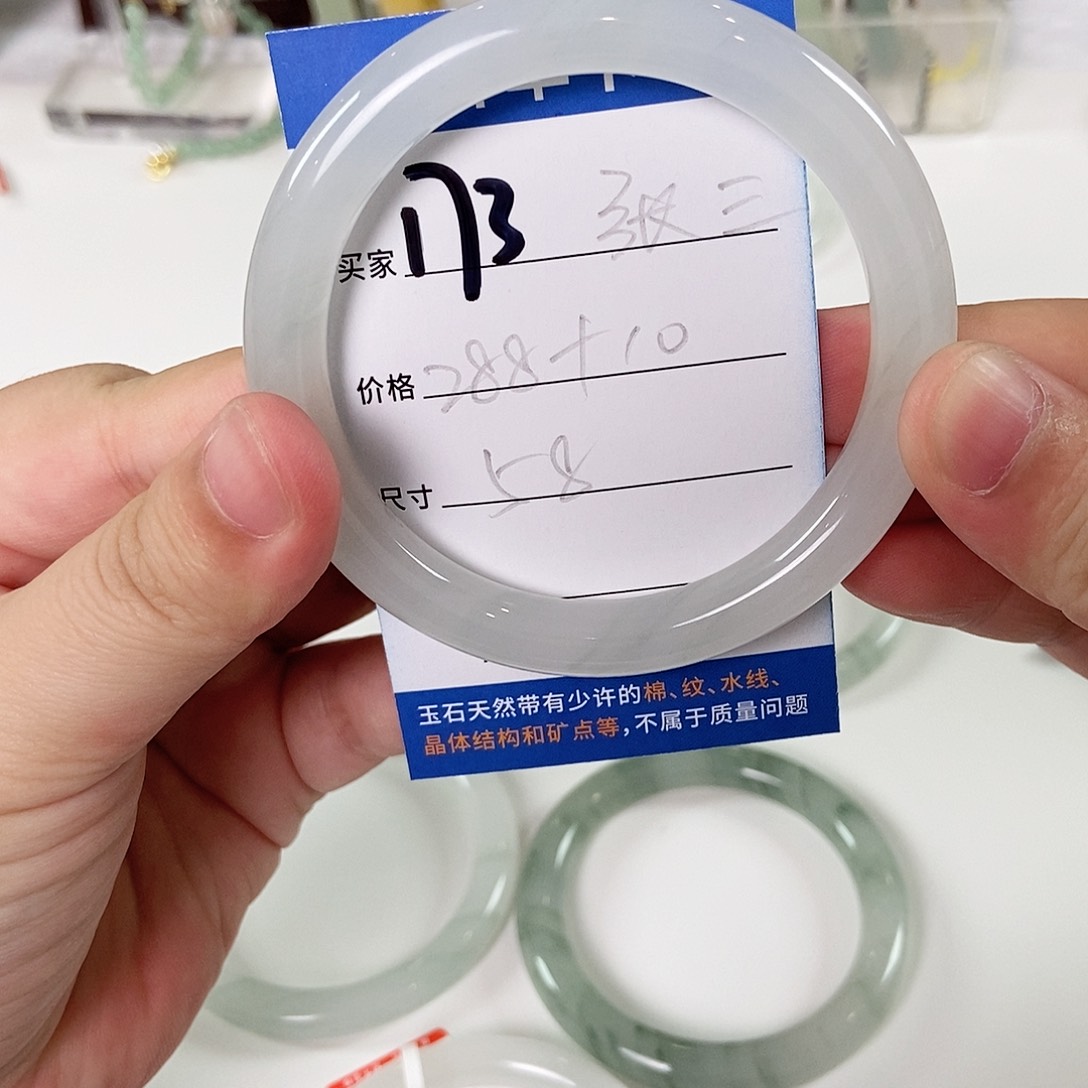 买家 173 张三
价格 288+10
尺寸 58
玉石天然带有少许的棉、纹、水线、
晶体结构和矿点等，不属于质量问题